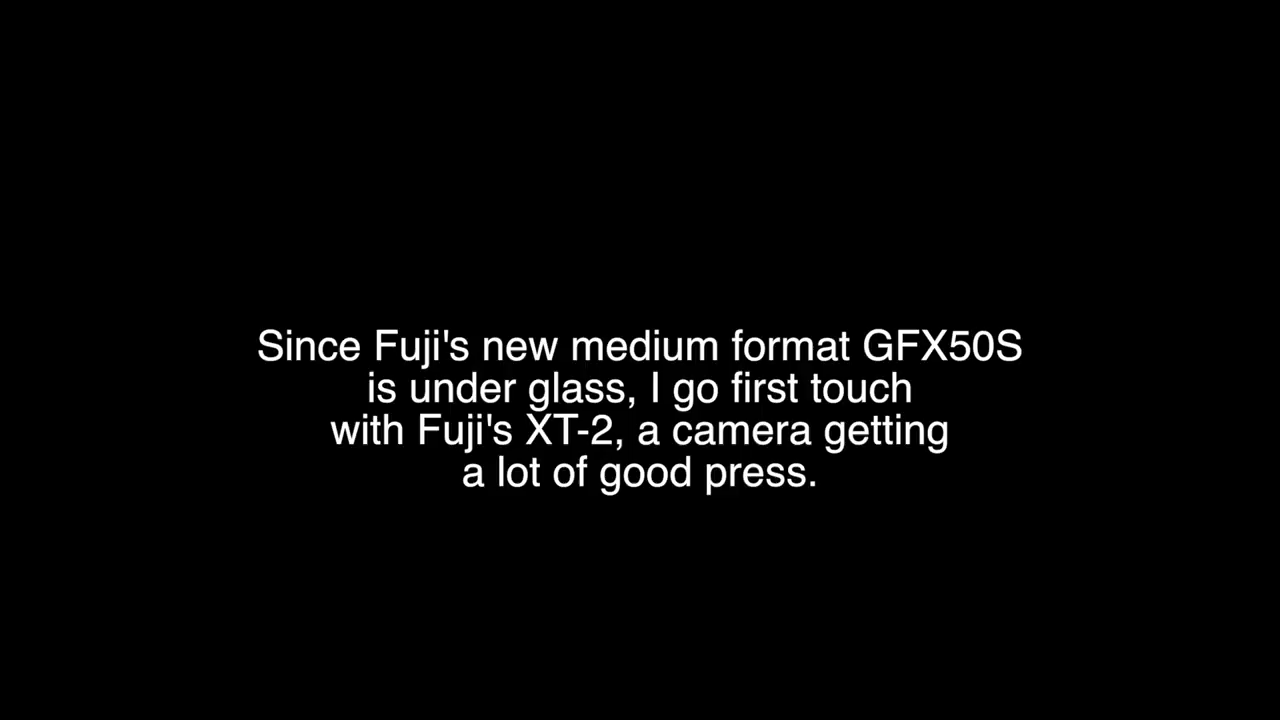 Since Fuji's new medium format GFX50S
is under glass, I go first touch
with Fuji's XT-2, a camera getting
a lot of good press.